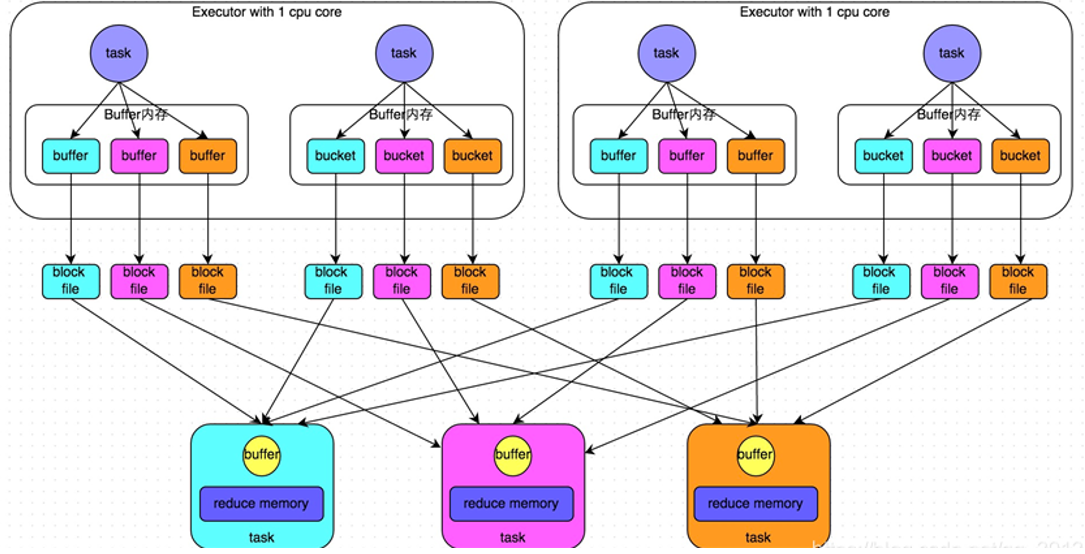 Executor with 1 cpu core
Executor with 1 cpu core
task
task
task
task
Buffer内存
Buffer内存
Buffer内存
Buffer内存
buffer
buffer
buffer
bucket
bucket
bucket
buffer
buffer
buffer
bucket
bucket
bucket
block
file
block
file
block
file
block
file
block
file
block
file
block
file
block
file
block
file
block
file
block
file
block
file
buffer
reduce memory
task
buffer
reduce memory
task
buffer
reduce memory
task